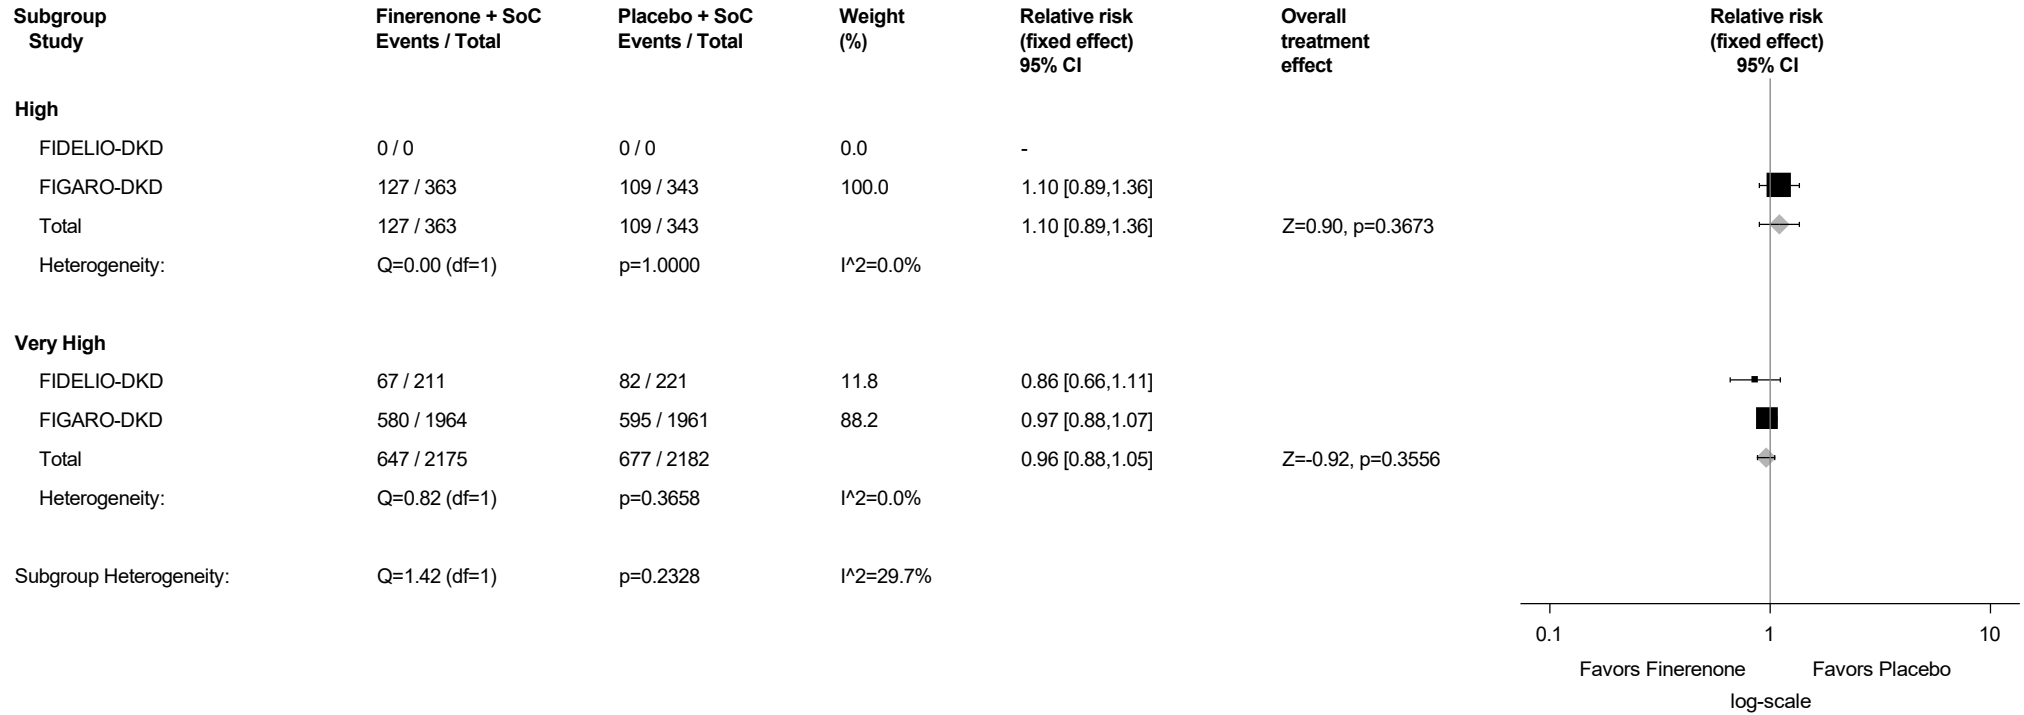 Subgroup Finerenone + SoC Placebo + SoC Weight Relative risk Overall Relative risk
Study Events / Total Events / Total (%) (fixed effect) treatment (fixed effect)
95% CI effect 95% CI
High
FIDELIO-DKD 0 / 0 0 / 0 0.0 -
FIGARO-DKD 127 / 363 109 / 343 100.0 1.10 [0.89,1.36]
Total 127 / 363 109 / 343 1.10 [0.89,1.36] Z=0.90, p=0.3673
Heterogeneity: Q=0.00 (df=1) p=1.0000 I^2=0.0%
Very High
FIDELIO-DKD 67 / 211 82 / 221 11.8 0.86 [0.66,1.11]
FIGARO-DKD 580 / 1964 595 / 1961 88.2 0.97 [0.88,1.07]
Total 647 / 2175 677 / 2182 0.96 [0.88,1.05] Z=-0.92, p=0.3556
Heterogeneity: Q=0.82 (df=1) p=0.3658 I^2=0.0%
Subgroup Heterogeneity: Q=1.42 (df=1) p=0.2328 I^2=29.7%
0.1 1 10
Favors Finerenone Favors Placebo
log-scale